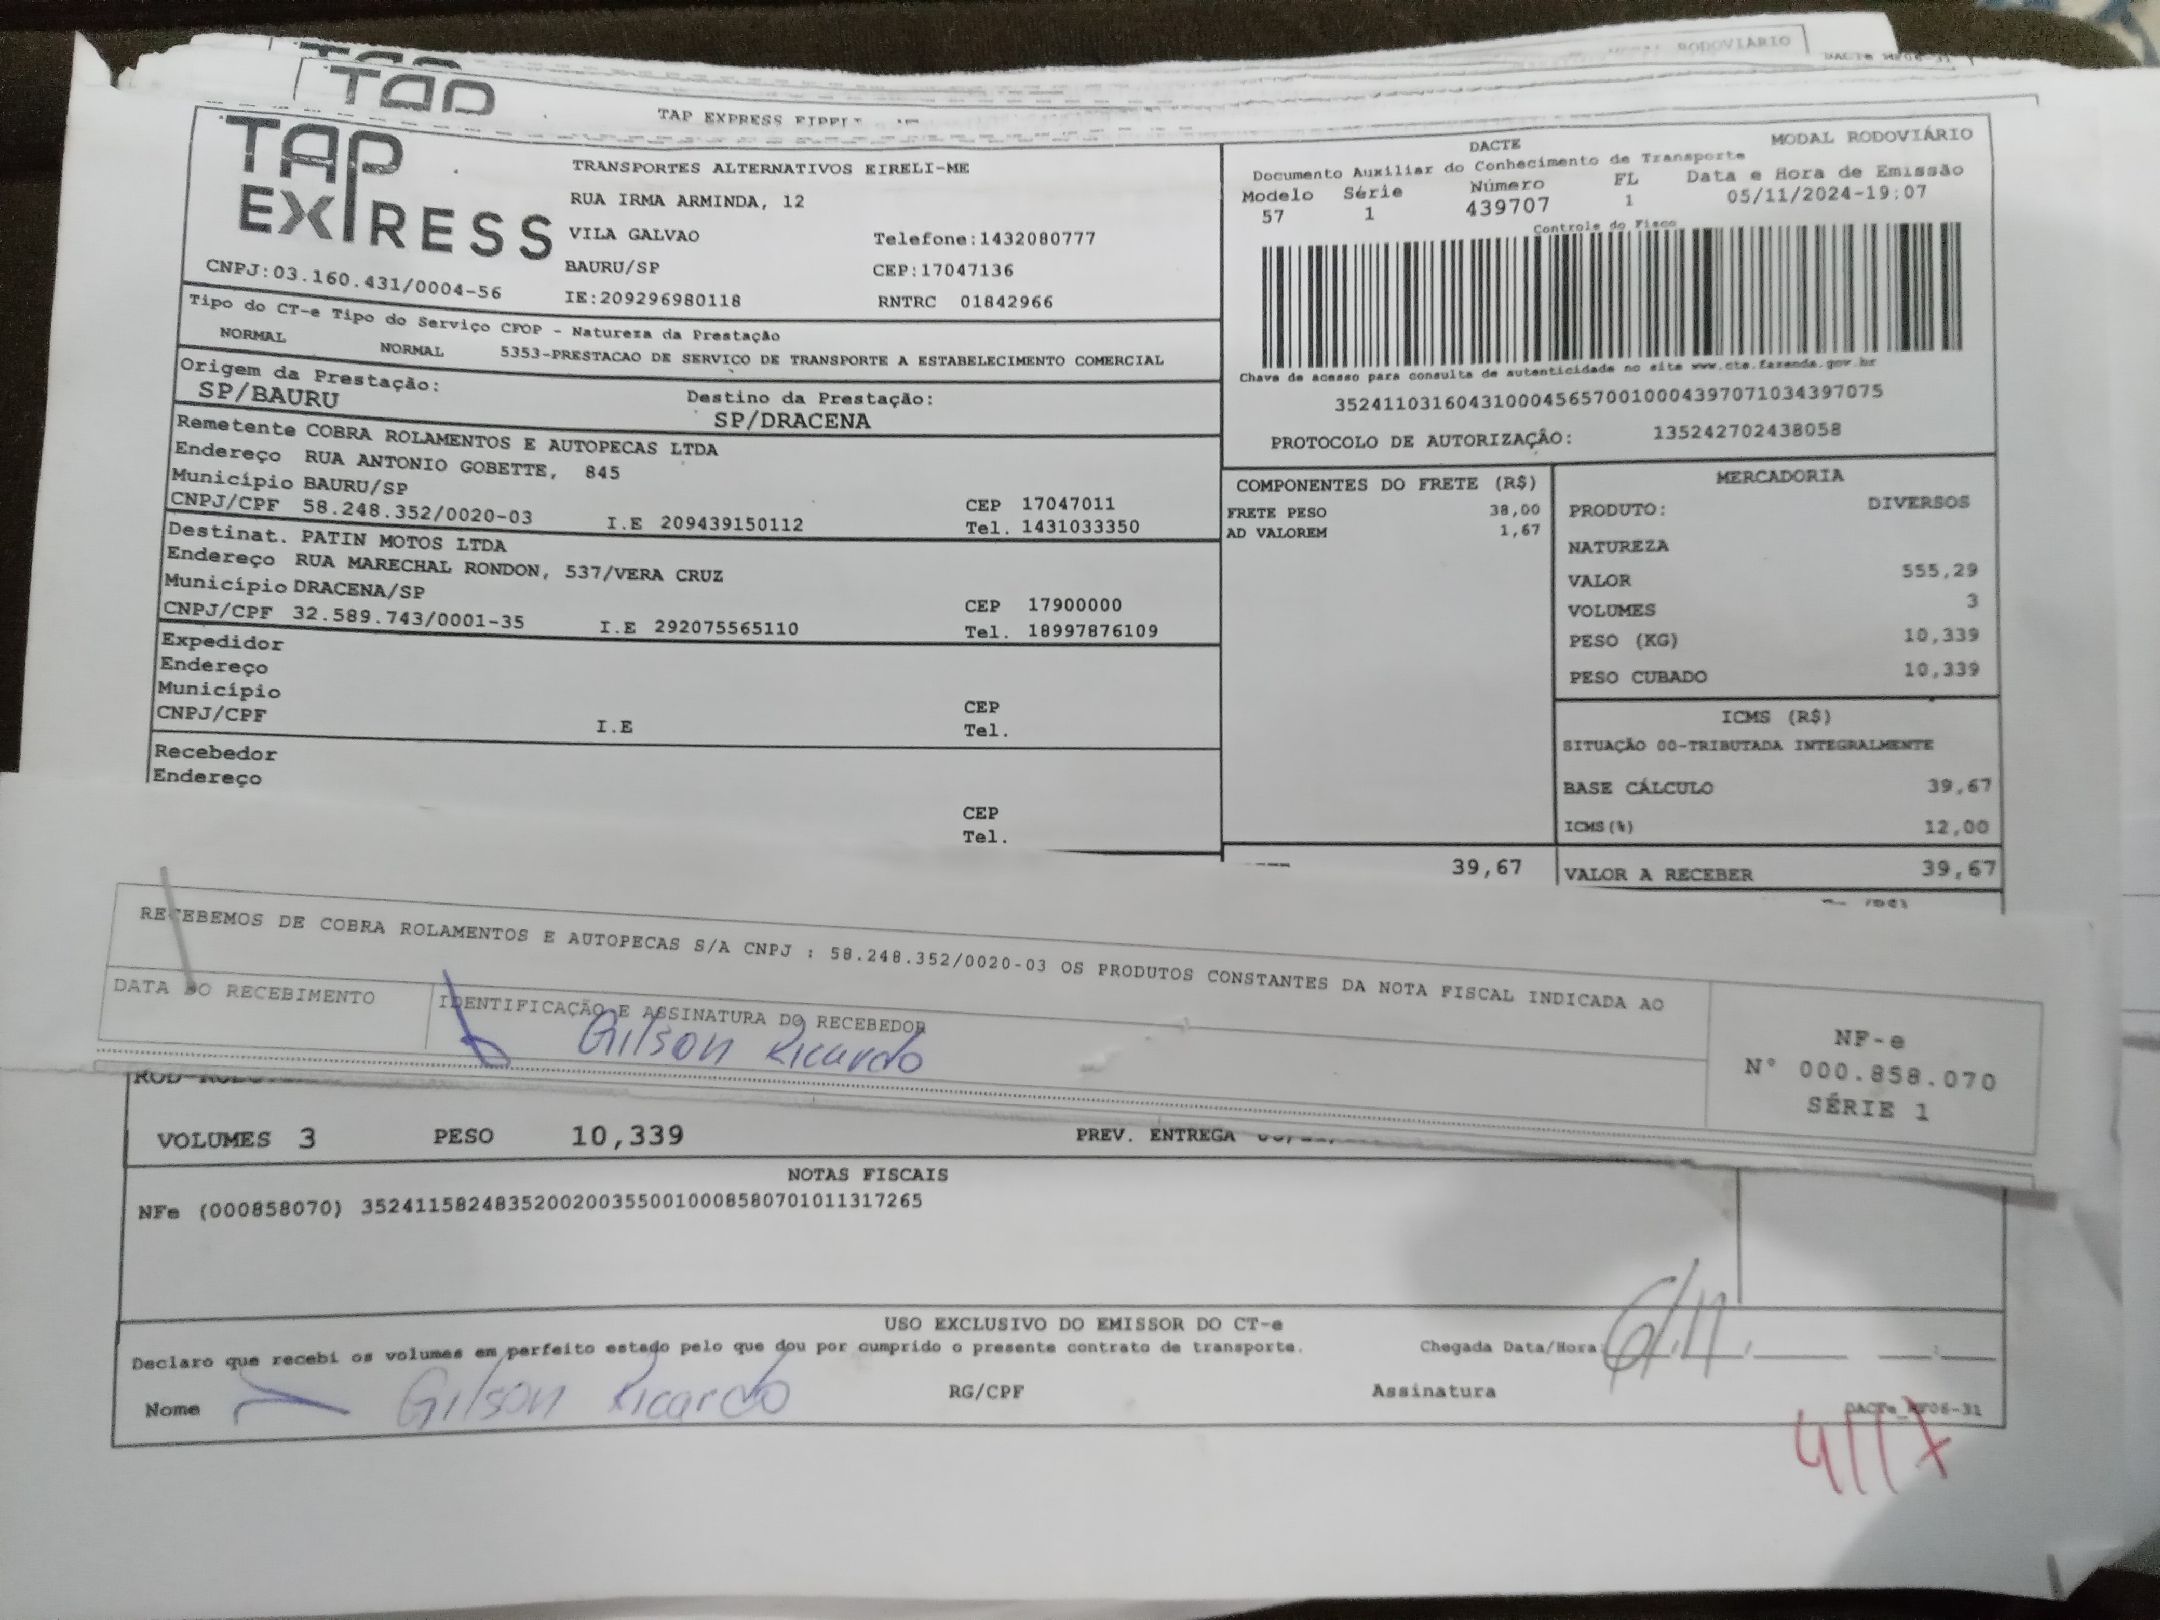 MODAL RODOVIÁRIO
TAP
TAP EXPRESS
TAP EXPRESS
TRANSPORTES ALTERNATIVOS EIRELI-ME
RUA IRMA ARMINDA, 12
VILA GALVAO Telefone:1432080777
BAURU/SP CEP:17047136
CNPJ:03.160.431/0004-56 IE:209296980118 RNTRC 01842966
DACTE MODAL RODOVIÁRIO
Documento Auxiliar do Conhecimento de Transporte
Modelo Série Número FL Data e Hora de Emissão
57 1 439707 1 05/11/2024-19:07
Controle do Fisco
Chave de acesso para consulta de autenticidade no site www.cte.fazenda.gov.br
35241103160431000456570010004397071034397075
PROTOCOLO DE AUTORIZAÇÃO: 135242702438058
Tipo do CT-e Tipo do Serviço CFOP - Natureza da Prestação
NORMAL NORMAL 5353-PRESTACAO DE SERVIÇO DE TRANSPORTE A ESTABELECIMENTO COMERCIAL
Origem da Prestação: Destino da Prestação:
SP/BAURU SP/DRACENA
Remetente COBRA ROLAMENTOS E AUTOPECAS LTDA
Endereço RUA ANTONIO GOBETTE, 845
Município BAURU/SP CEP 17047011
CNPJ/CPF 58.248.352/0020-03 I.E 209439150112 Tel. 1431033350
Destinat. PATIN MOTOS LTDA
Endereço RUA MARECHAL RONDON, 537/VERA CRUZ
Município DRACENA/SP CEP 17900000
CNPJ/CPF 32.589.743/0001-35 I.E 292075565110 Tel. 18997876109
Expedidor
Endereço
Município CEP
CNPJ/CPF I.E Tel.
Recebedor
Endereço
CEP
Tel.
COMPONENTES DO FRETE (R$)
FRETE PESO 38,00
AD VALOREM 1,67
39,67
MERCADORIA
PRODUTO: DIVERSOS
NATUREZA
VALOR 555,29
VOLUMES 3
PESO (KG) 10,339
PESO CUBADO 10,339
ICMS (R$)
SITUAÇÃO 00-TRIBUTADA INTEGRALMENTE
BASE CÁLCULO 39,67
ICMS(%) 12,00
VALOR A RECEBER 39,67
RECEBEMOS DE COBRA ROLAMENTOS E AUTOPECAS S/A CNPJ : 58.248.352/0020-03 OS PRODUTOS CONSTANTES DA NOTA FISCAL INDICADA AO
DATA DO RECEBIMENTO IDENTIFICAÇÃO E ASSINATURA DO RECEBEDOR
Gilson Ricardo
NF-e
N° 000.858.070
SÉRIE 1
VOLUMES 3 PESO 10,339 PREV. ENTREGA
NOTAS FISCAIS
NFe (000858070) 35241158248352002003550010008580701011317265
USO EXCLUSIVO DO EMISSOR DO CT-e
Declaro que recebi os volumes em perfeito estado pelo que dou por cumprido o presente contrato de transporte. Chegada Data/Hora: 6/11
Nome Gilson Ricardo RG/CPF Assinatura